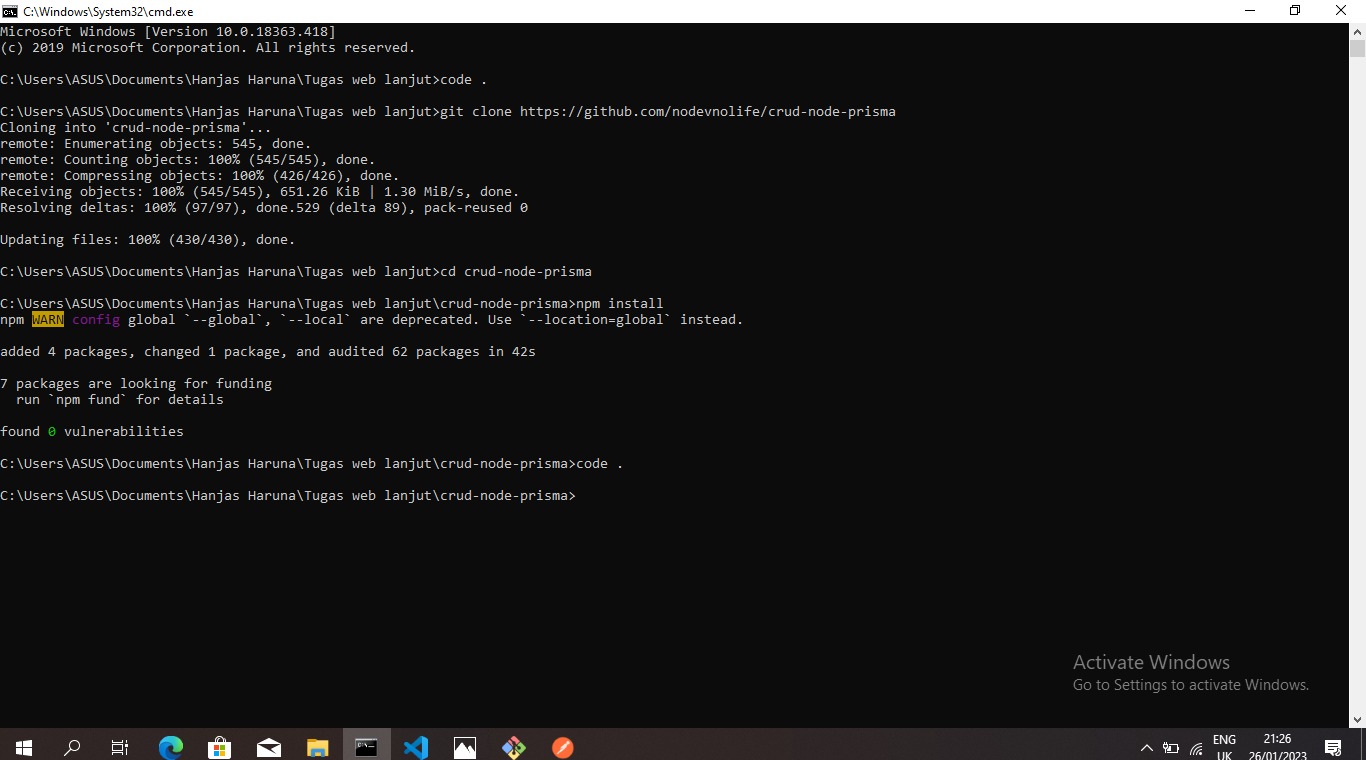 C:\Windows\System32\cmd.exe
Microsoft Windows [Version 10.0.18363.418]
(c) 2019 Microsoft Corporation. All rights reserved.
C:\Users\ASUS\Documents\Hanjas Haruna\Tugas web lanjut>code .
C:\Users\ASUS\Documents\Hanjas Haruna\Tugas web lanjut>git clone https://github.com/nodevnolife/crud-node-prisma
Cloning into 'crud-node-prisma'...
remote: Enumerating objects: 545, done.
remote: Counting objects: 100% (545/545), done.
remote: Compressing objects: 100% (426/426), done.
Receiving objects: 100% (545/545), 651.26 KiB | 1.30 MiB/s, done.
Resolving deltas: 100% (97/97), done.529 (delta 89), pack-reused 0
Updating files: 100% (430/430), done.
C:\Users\ASUS\Documents\Hanjas Haruna\Tugas web lanjut>cd crud-node-prisma
C:\Users\ASUS\Documents\Hanjas Haruna\Tugas web lanjut\crud-node-prisma>npm install
npm WARN config global `--global`, `--local` are deprecated. Use `--location=global` instead.
added 4 packages, changed 1 package, and audited 62 packages in 42s
7 packages are looking for funding
run `npm fund` for details
found 0 vulnerabilities
C:\Users\ASUS\Documents\Hanjas Haruna\Tugas web lanjut\crud-node-prisma>code .
C:\Users\ASUS\Documents\Hanjas Haruna\Tugas web lanjut\crud-node-prisma>
Activate Windows
Go to Settings to activate Windows.
ENG
UK
21:26
26/01/2023